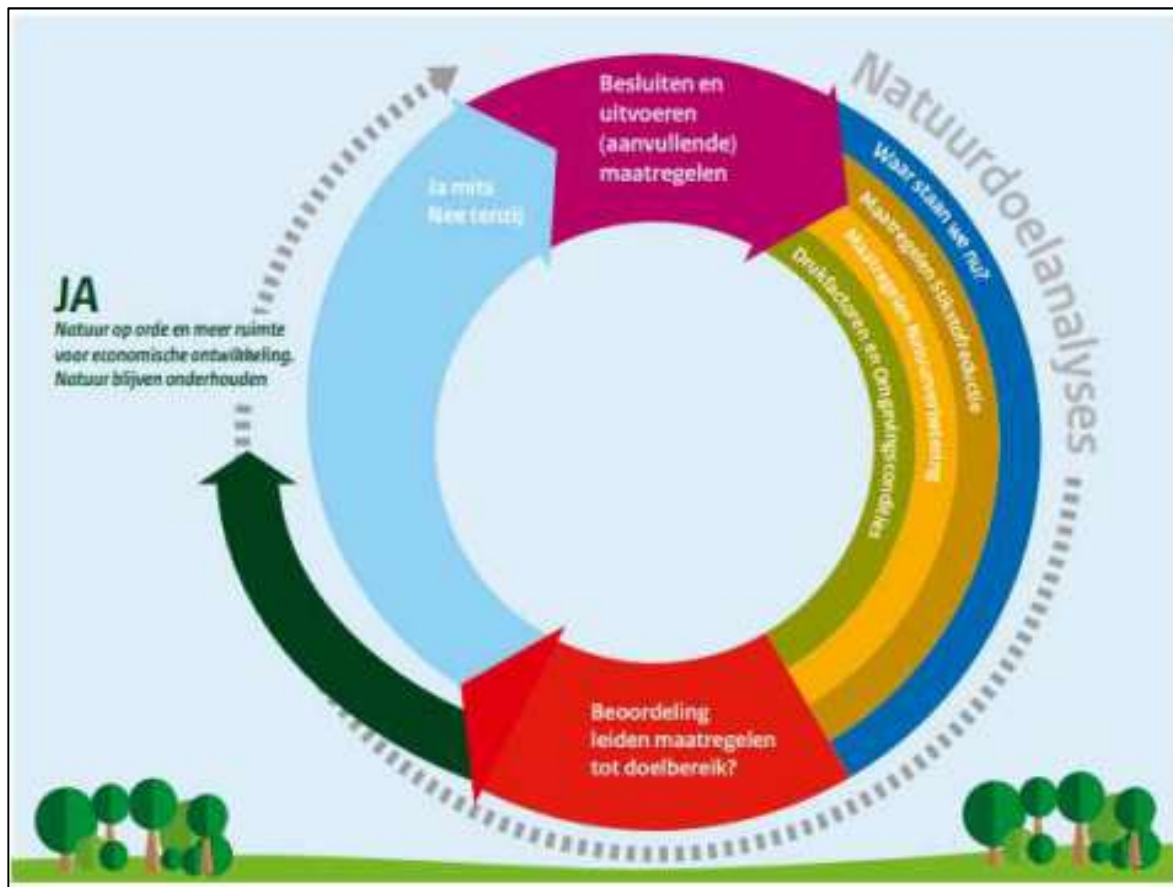 Besluiten en
uitvoeren
(aanvullende)
maatregelen
Natuurdoelanalyses
Waar staan we nu?
Maatregelen Stikstofreductie
Maatregelen Natuurverbetering
Drukfactoren en Omgevingscondities
Ja mits
Nee tenzij
JA
Natuur op orde en meer ruimte
voor economische ontwikkeling.
Natuur blijven onderhouden
Beoordeling
leiden maatregelen
tot doelbereik?